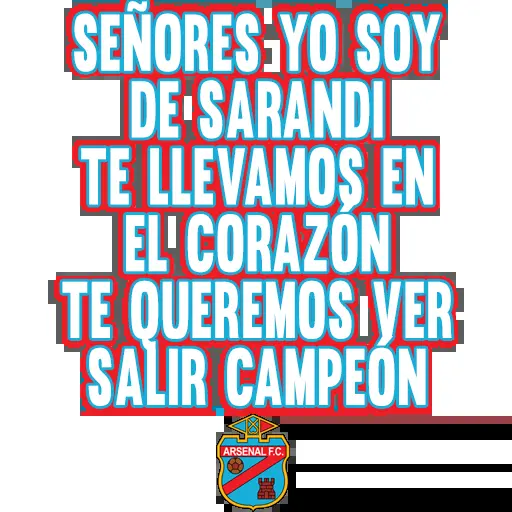 SEÑORES YO SOY
DE SARANDI
TE LLEVAMOS EN
EL CORAZÓN
TE QUEREMOS VER
SALIR CAMPEÓN
ARSENAL F.C.